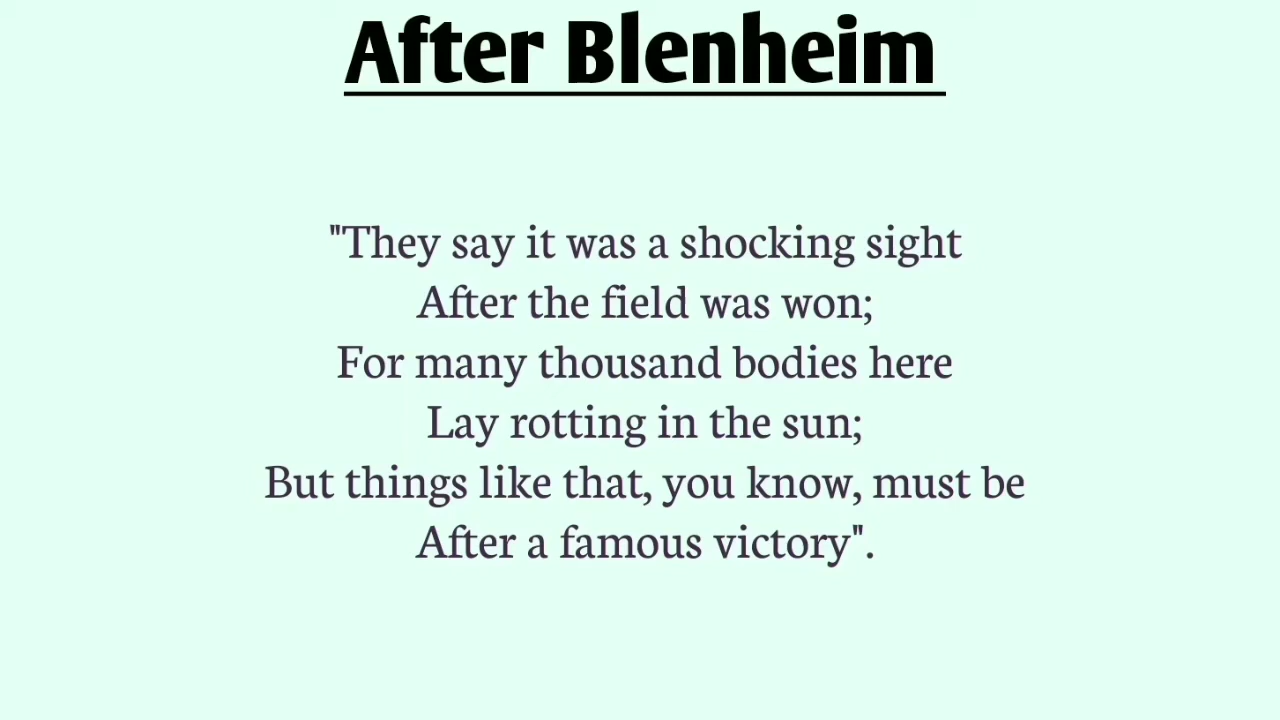 After Blenheim
"They say it was a shocking sight
After the field was won;
For many thousand bodies here
Lay rotting in the sun;
But things like that, you know, must be
After a famous victory".